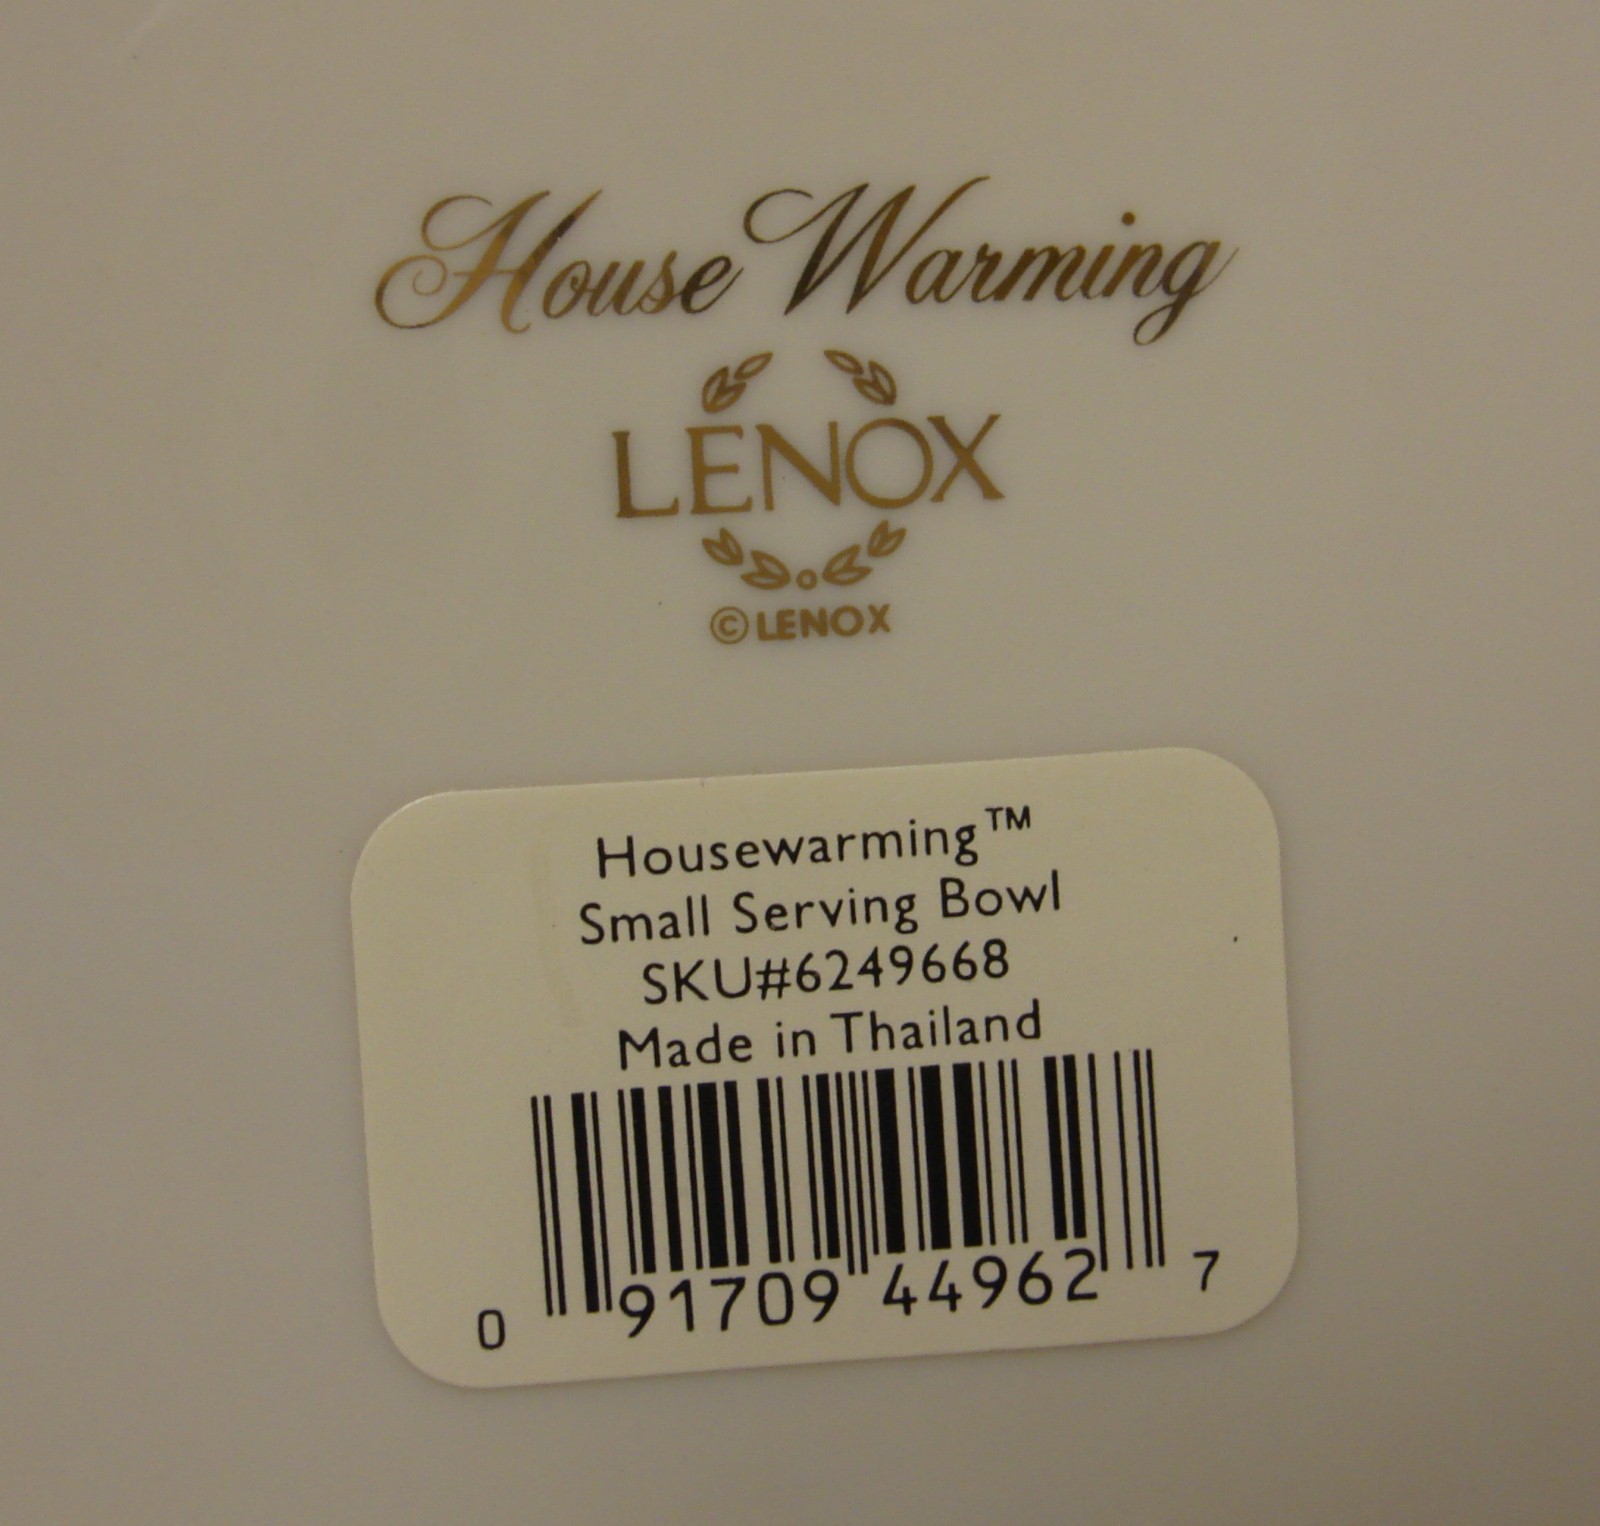 House Warming
LENOX
© LENOX
Housewarming™
Small Serving Bowl
SKU#6249668
Made in Thailand
0 91709 44962 7